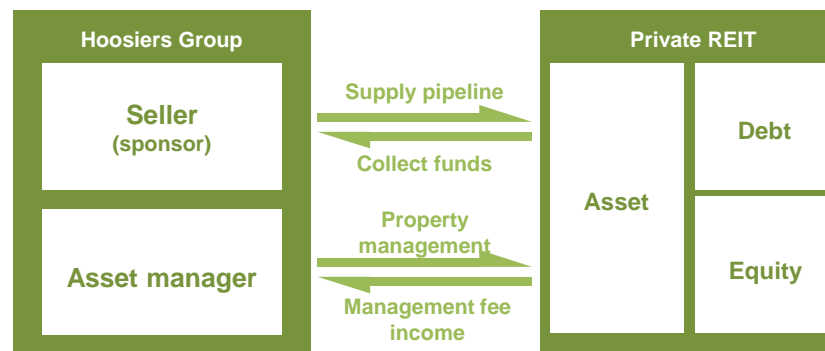 Hoosiers Group
Seller
(sponsor)
Asset manager
Supply pipeline
Collect funds
Property
management
Management fee
income
Private REIT
Asset
Debt
Equity